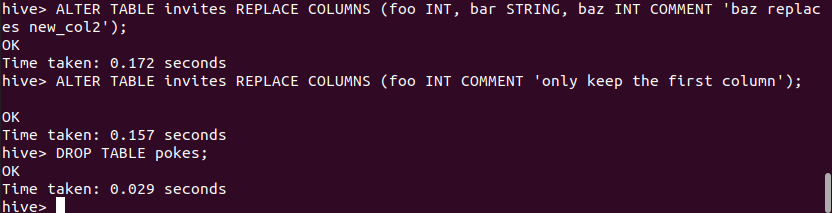 hive> ALTER TABLE invites REPLACE COLUMNS (foo INT, bar STRING, baz INT COMMENT 'baz replac
es new_col2');
OK
Time taken: 0.172 seconds
hive> ALTER TABLE invites REPLACE COLUMNS (foo INT COMMENT 'only keep the first column');
OK
Time taken: 0.157 seconds
hive> DROP TABLE pokes;
OK
Time taken: 0.029 seconds
hive>